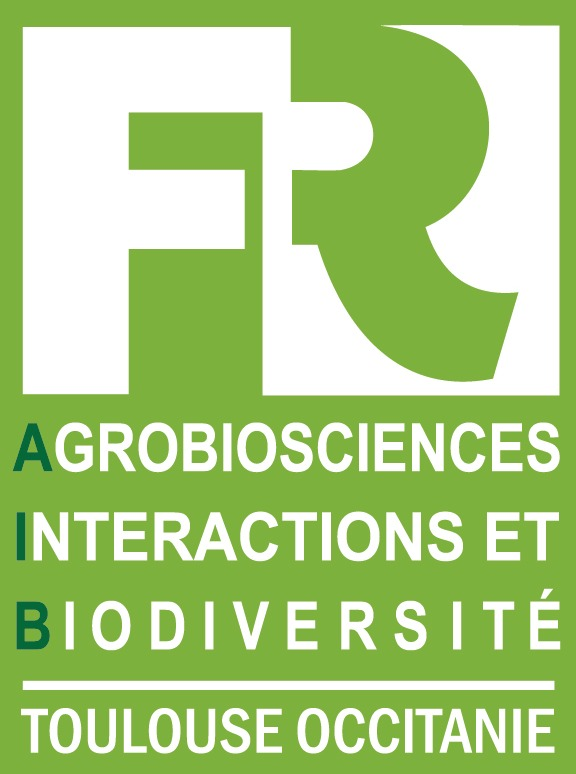 FR
AGROBIOSCIENCES
INTERACTIONS ET
BIODIVERSITÉ
TOULOUSE OCCITANIE